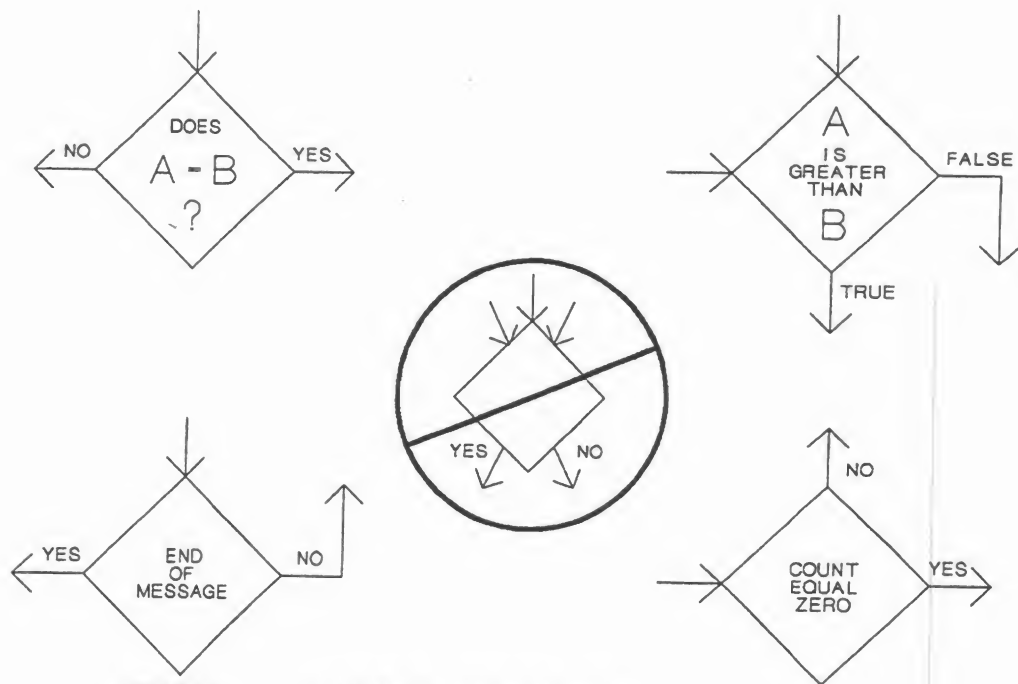 DOES
NO
YES
A - B
?
A
IS
GREATER
THAN
B
FALSE
TRUE
YES
NO
YES
END
OF
MESSAGE
NO
NO
COUNT
EQUAL
ZERO
YES